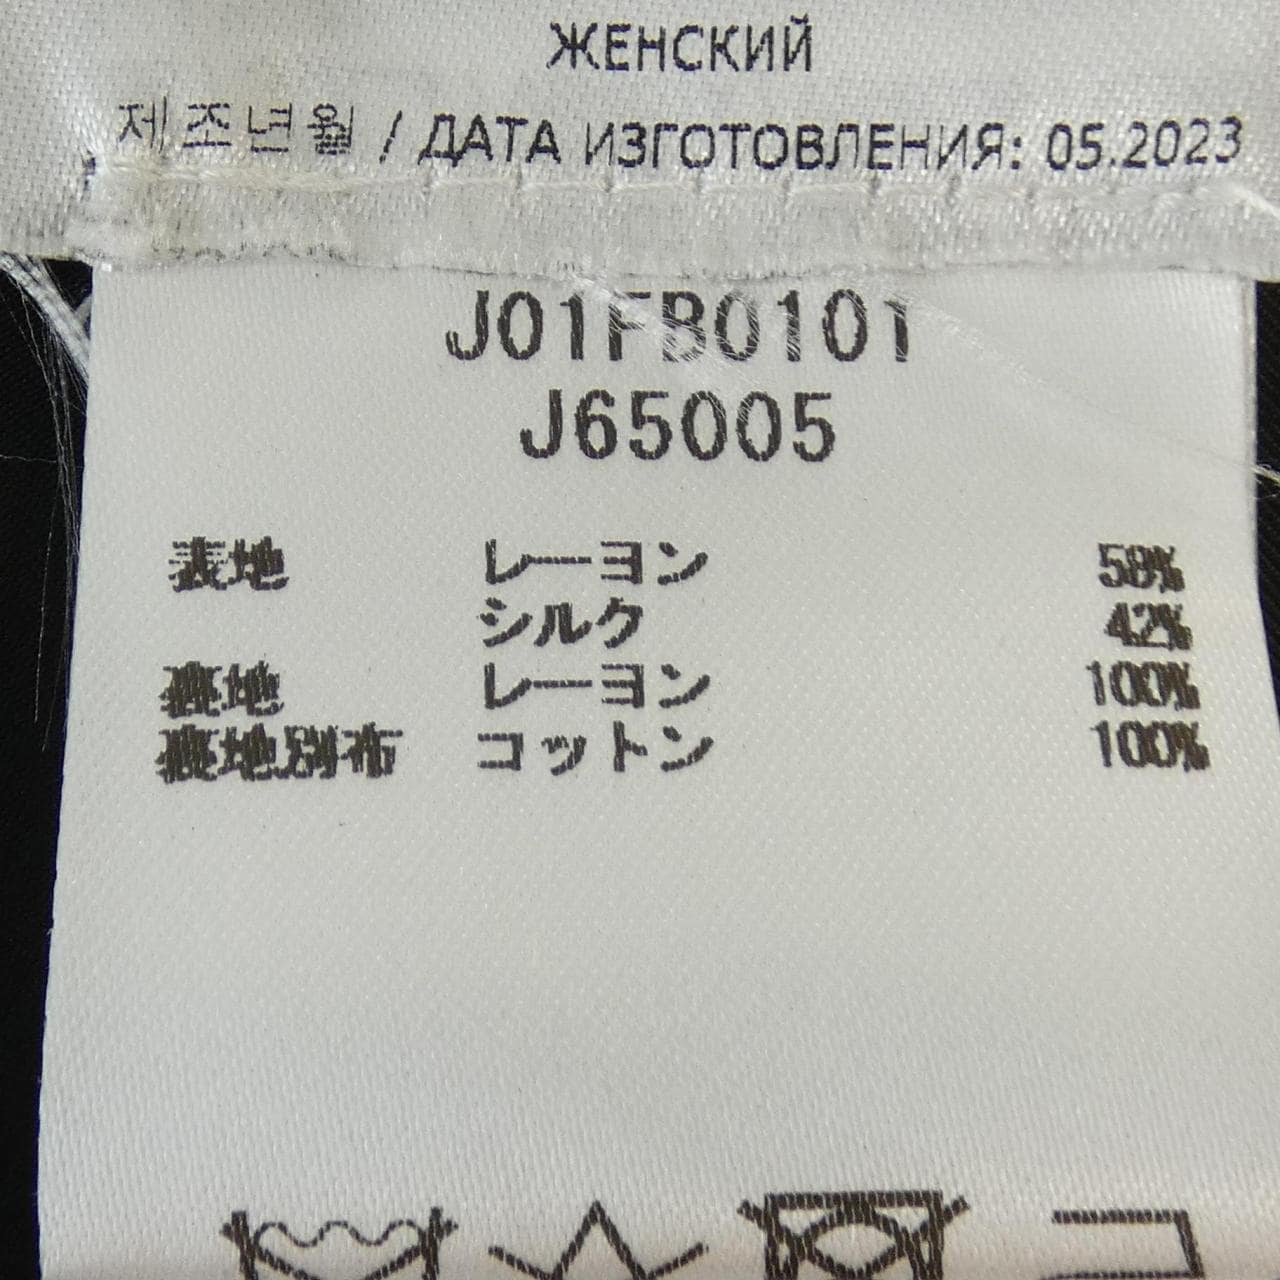 ЖЕНСКИЙ
제조년월 / ДАТА ИЗГОТОВЛЕНИЯ: 05.2023
J01FB0101
J65005
表地 レーヨン 58%
シルク 42%
裏地 レーヨン 100%
裏地別布 コットン 100%